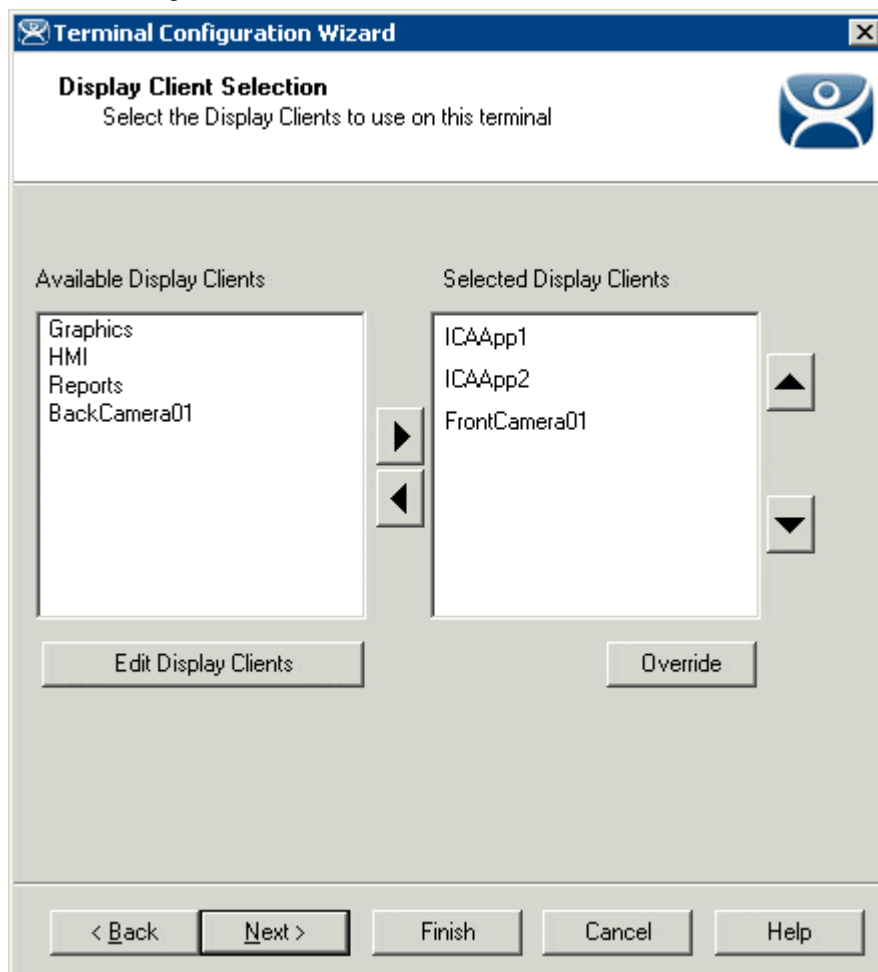 Terminal Configuration Wizard
Display Client Selection
Select the Display Clients to use on this terminal
Available Display Clients
Selected Display Clients
Graphics
HMI
Reports
BackCamera01
ICAApp1
ICAApp2
FrontCamera01
Edit Display Clients
Override
< Back
Next >
Finish
Cancel
Help